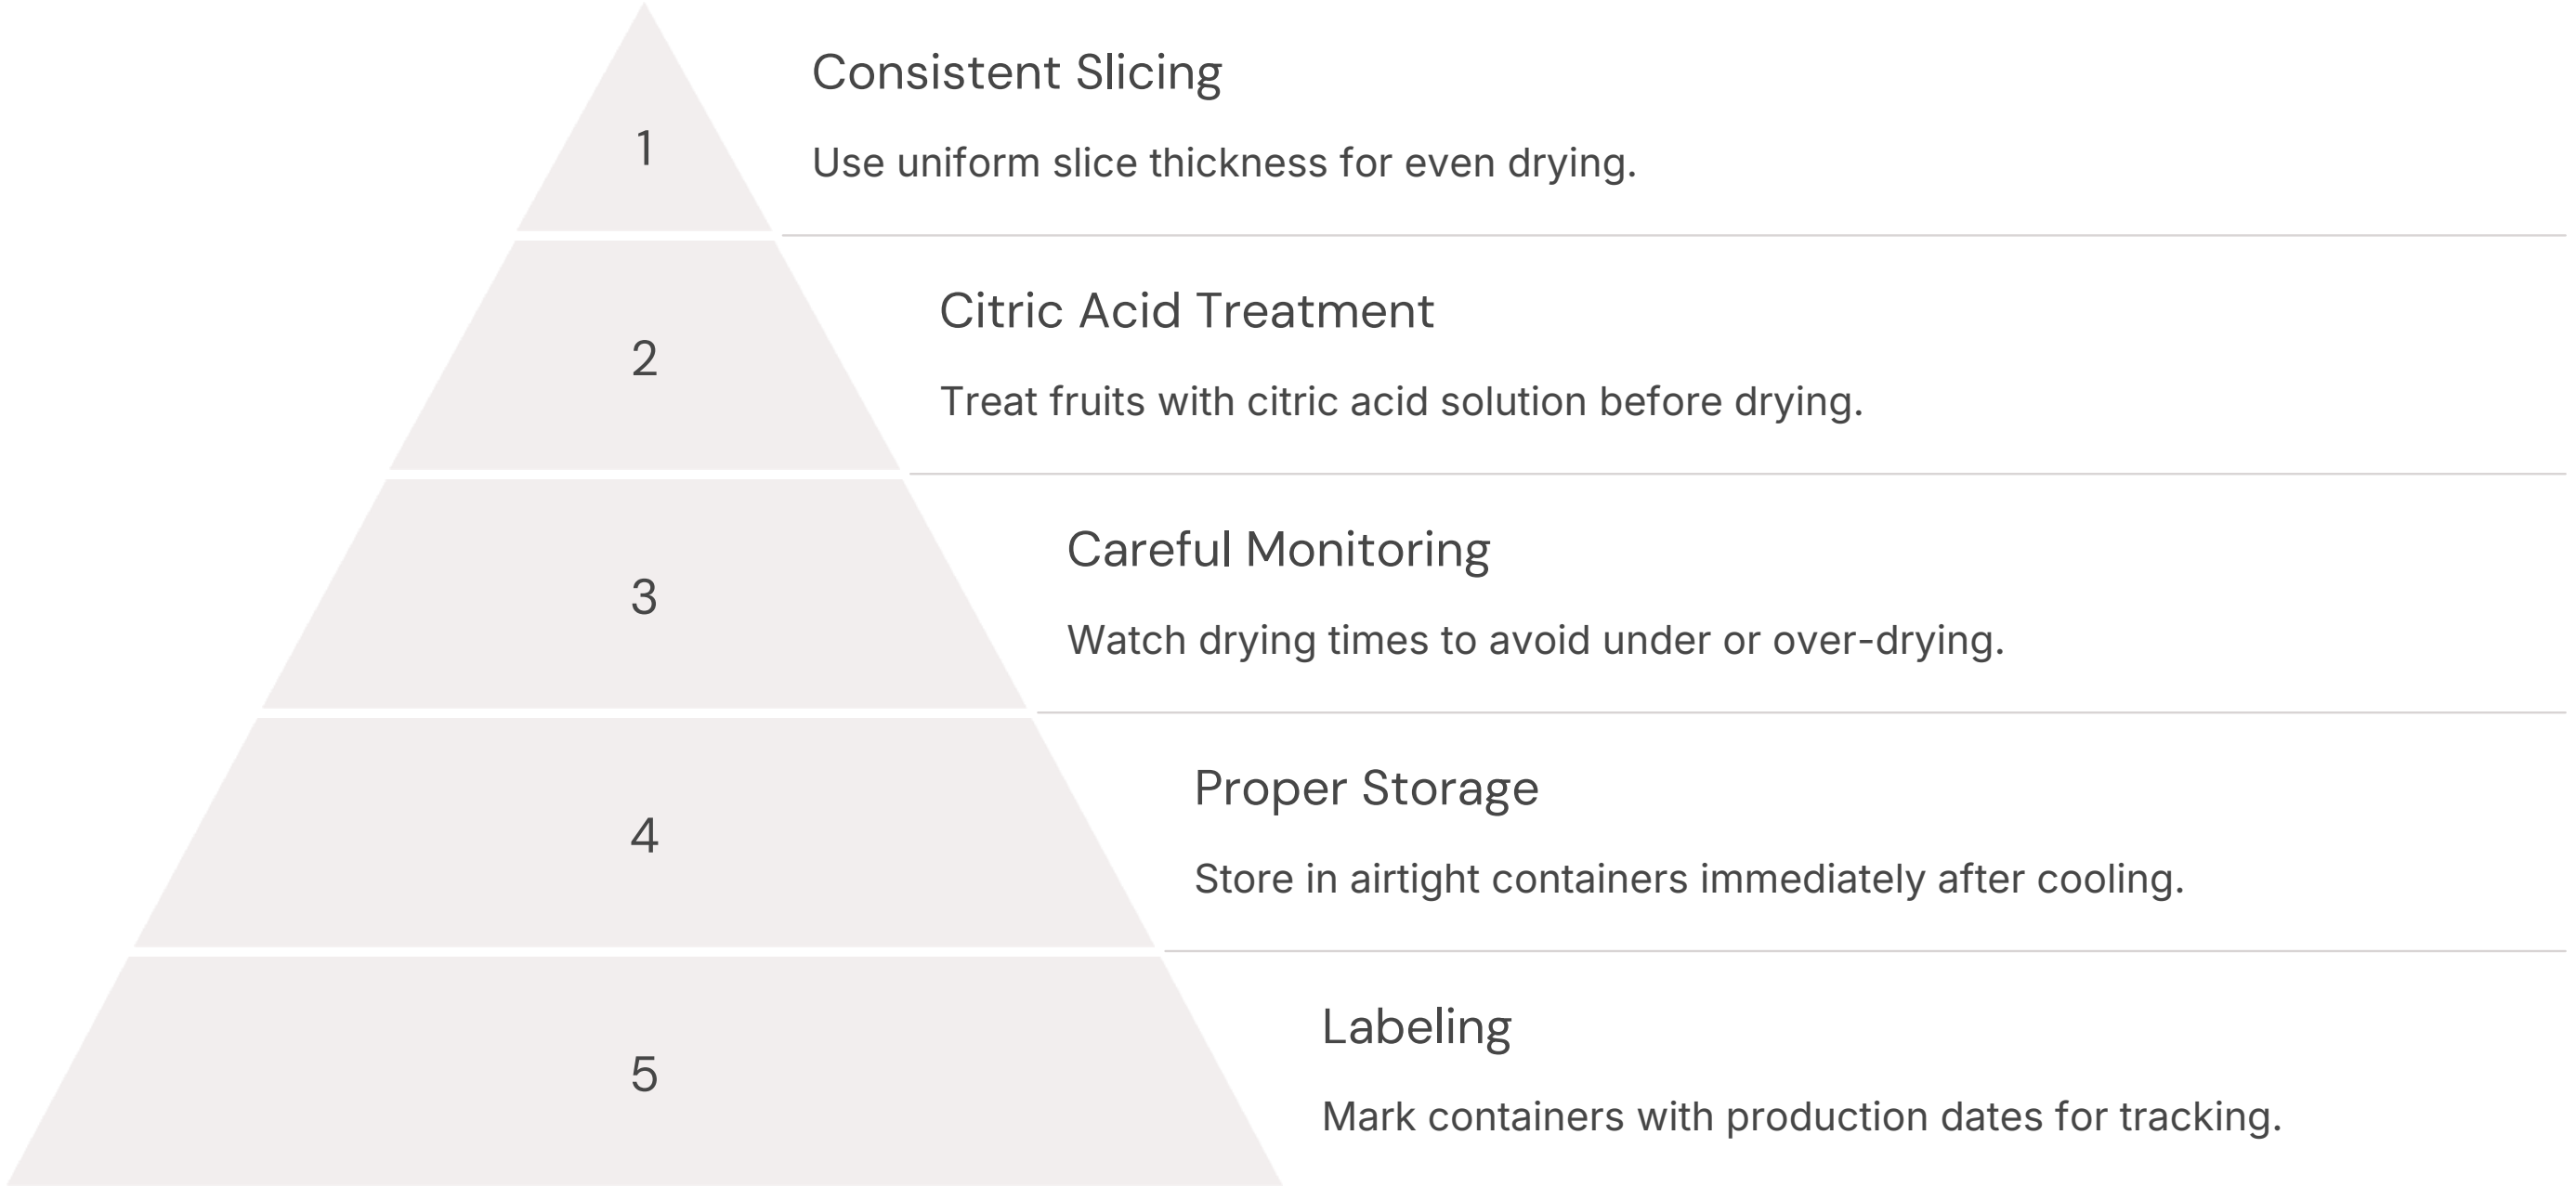 1
Consistent Slicing
Use uniform slice thickness for even drying.
2
Citric Acid Treatment
Treat fruits with citric acid solution before drying.
3
Careful Monitoring
Watch drying times to avoid under or over-drying.
4
Proper Storage
Store in airtight containers immediately after cooling.
5
Labeling
Mark containers with production dates for tracking.